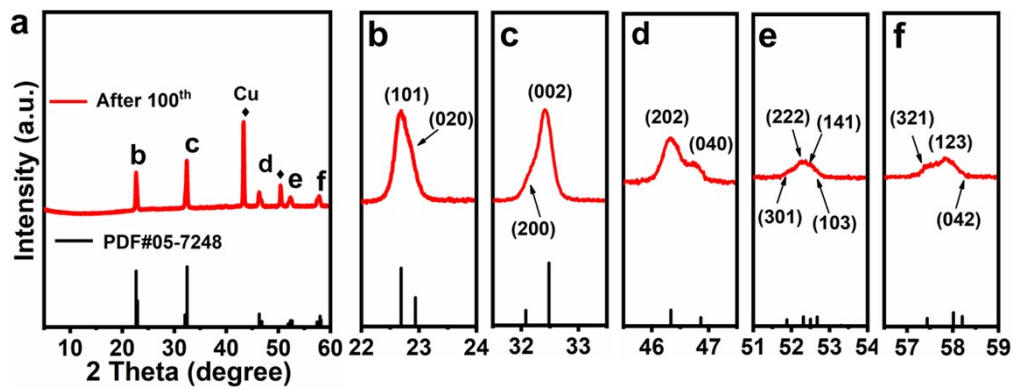 a
Intensity (a.u.)
After 100th
Cu
b
c
d
e
f
PDF#05-7248
10 20 30 40 50 60
2 Theta (degree)
b
(101)
(020)
22 23 24
c
(002)
(200)
32 33
d
(202)
(040)
46 47
e
(222)
(141)
(301)
(103)
51 52 53 54
f
(321)
(123)
(042)
57 58 59